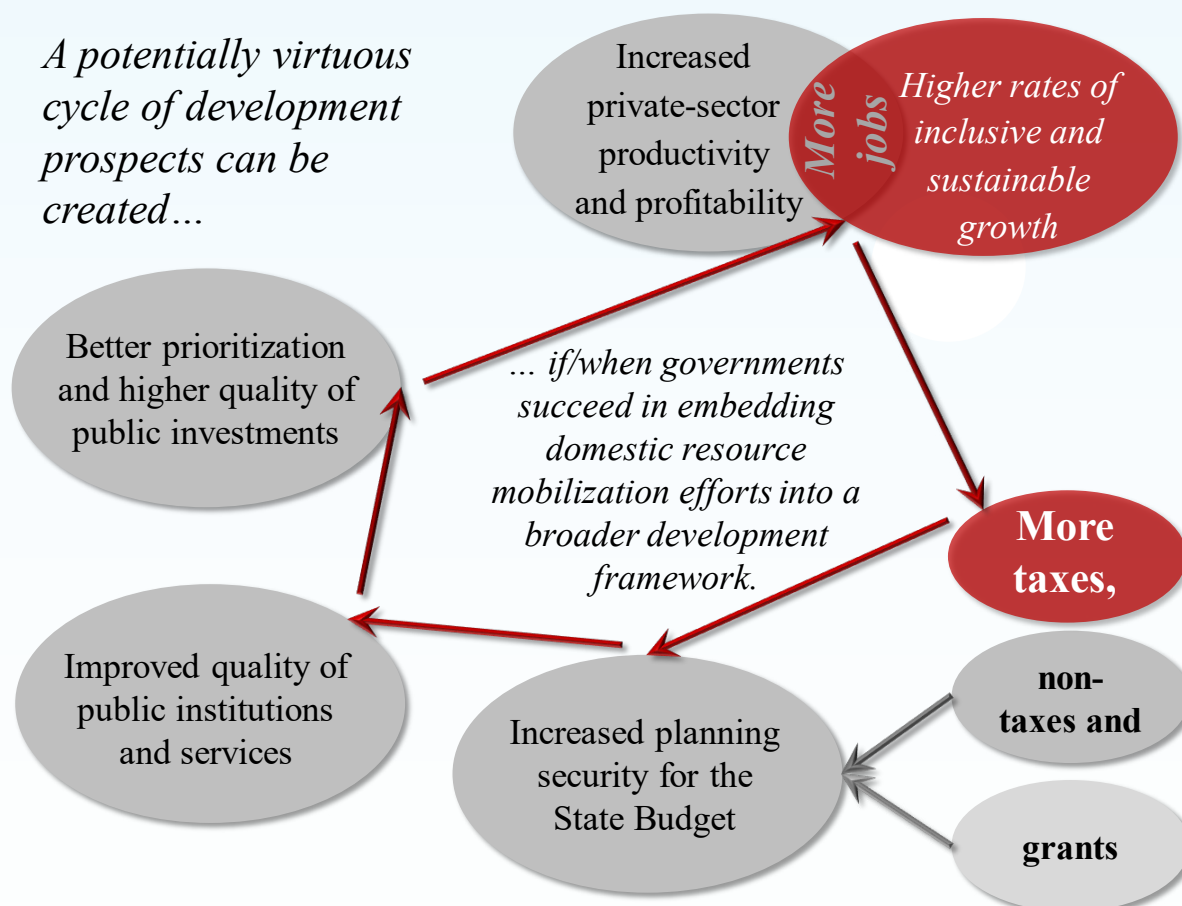 A potentially virtuous
cycle of development
prospects can be
created…
Increased
private-sector
productivity
and profitability
More
jobs
Higher rates of
inclusive and
sustainable
growth
Better prioritization
and higher quality of
public investments
... if/when governments
succeed in embedding
domestic resource
mobilization efforts into a
broader development
framework.
More
taxes,
Improved quality of
public institutions
and services
Increased planning
security for the
State Budget
non-
taxes and
grants